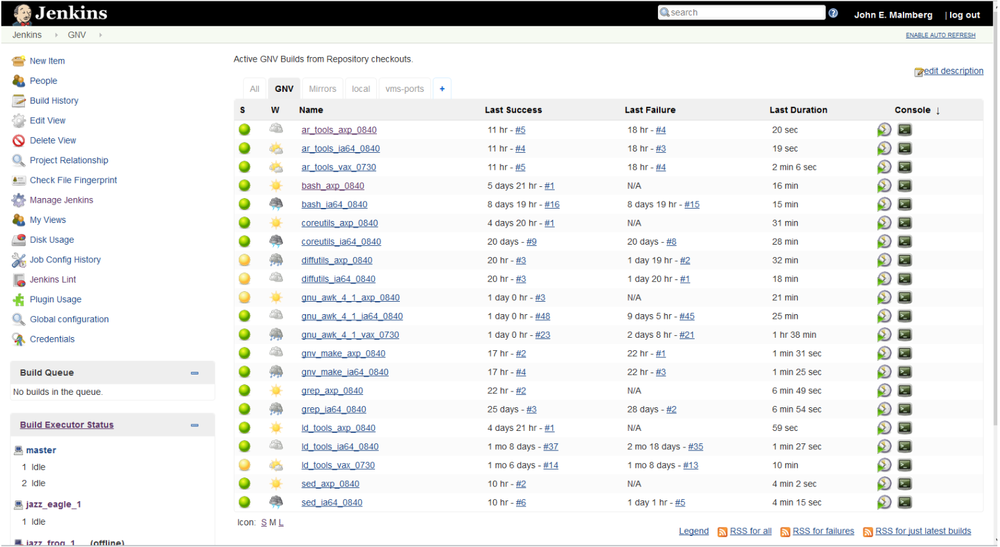 Jenkins
search
John E. Malmberg | log out
Jenkins GNV
ENABLE AUTO REFRESH
New Item
People
Build History
Edit View
Delete View
Project Relationship
Check File Fingerprint
Manage Jenkins
My Views
Disk Usage
Job Config History
Jenkins Lint
Plugin Usage
Global configuration
Credentials
Build Queue
No builds in the queue.
Build Executor Status
master
1 Idle
2 Idle
jazz_eagle_1
1 Idle
jazz_frog_1 (offline)
Active GNV Builds from Repository checkouts.
edit description
All GNV Mirrors local vms-ports +
S W Name Last Success Last Failure Last Duration Console ↓
ar_tools_axp_0840 11 hr - #5 18 hr - #4 20 sec
ar_tools_ia64_0840 11 hr - #4 18 hr - #3 19 sec
ar_tools_vax_0730 11 hr - #5 18 hr - #4 2 min 6 sec
bash_axp_0840 5 days 21 hr - #1 N/A 16 min
bash_ia64_0840 8 days 19 hr - #16 8 days 19 hr - #15 15 min
coreutils_axp_0840 4 days 20 hr - #1 N/A 31 min
coreutils_ia64_0840 20 days - #9 20 days - #8 28 min
diffutils_axp_0840 20 hr - #3 1 day 19 hr - #2 32 min
diffutils_ia64_0840 20 hr - #3 1 day 20 hr - #1 18 min
gnu_awk_4_1_axp_0840 1 day 0 hr - #3 N/A 21 min
gnu_awk_4_1_ia64_0840 1 day 0 hr - #48 9 days 5 hr - #45 25 min
gnu_awk_4_1_vax_0730 1 day 0 hr - #23 2 days 8 hr - #21 1 hr 38 min
gnv_make_axp_0840 17 hr - #2 22 hr - #1 1 min 31 sec
gnv_make_ia64_0840 17 hr - #4 22 hr - #3 1 min 25 sec
grep_axp_0840 22 hr - #2 N/A 6 min 49 sec
grep_ia64_0840 25 days - #3 28 days - #2 6 min 54 sec
ld_tools_axp_0840 4 days 21 hr - #1 N/A 59 sec
ld_tools_ia64_0840 1 mo 8 days - #37 2 mo 18 days - #35 1 min 27 sec
ld_tools_vax_0730 1 mo 6 days - #14 1 mo 8 days - #13 10 min
sed_axp_0840 10 hr - #2 N/A 4 min 2 sec
sed_ia64_0840 10 hr - #6 1 day 1 hr - #5 4 min 15 sec
Icon: S M L
Legend RSS for all RSS for failures RSS for just latest builds